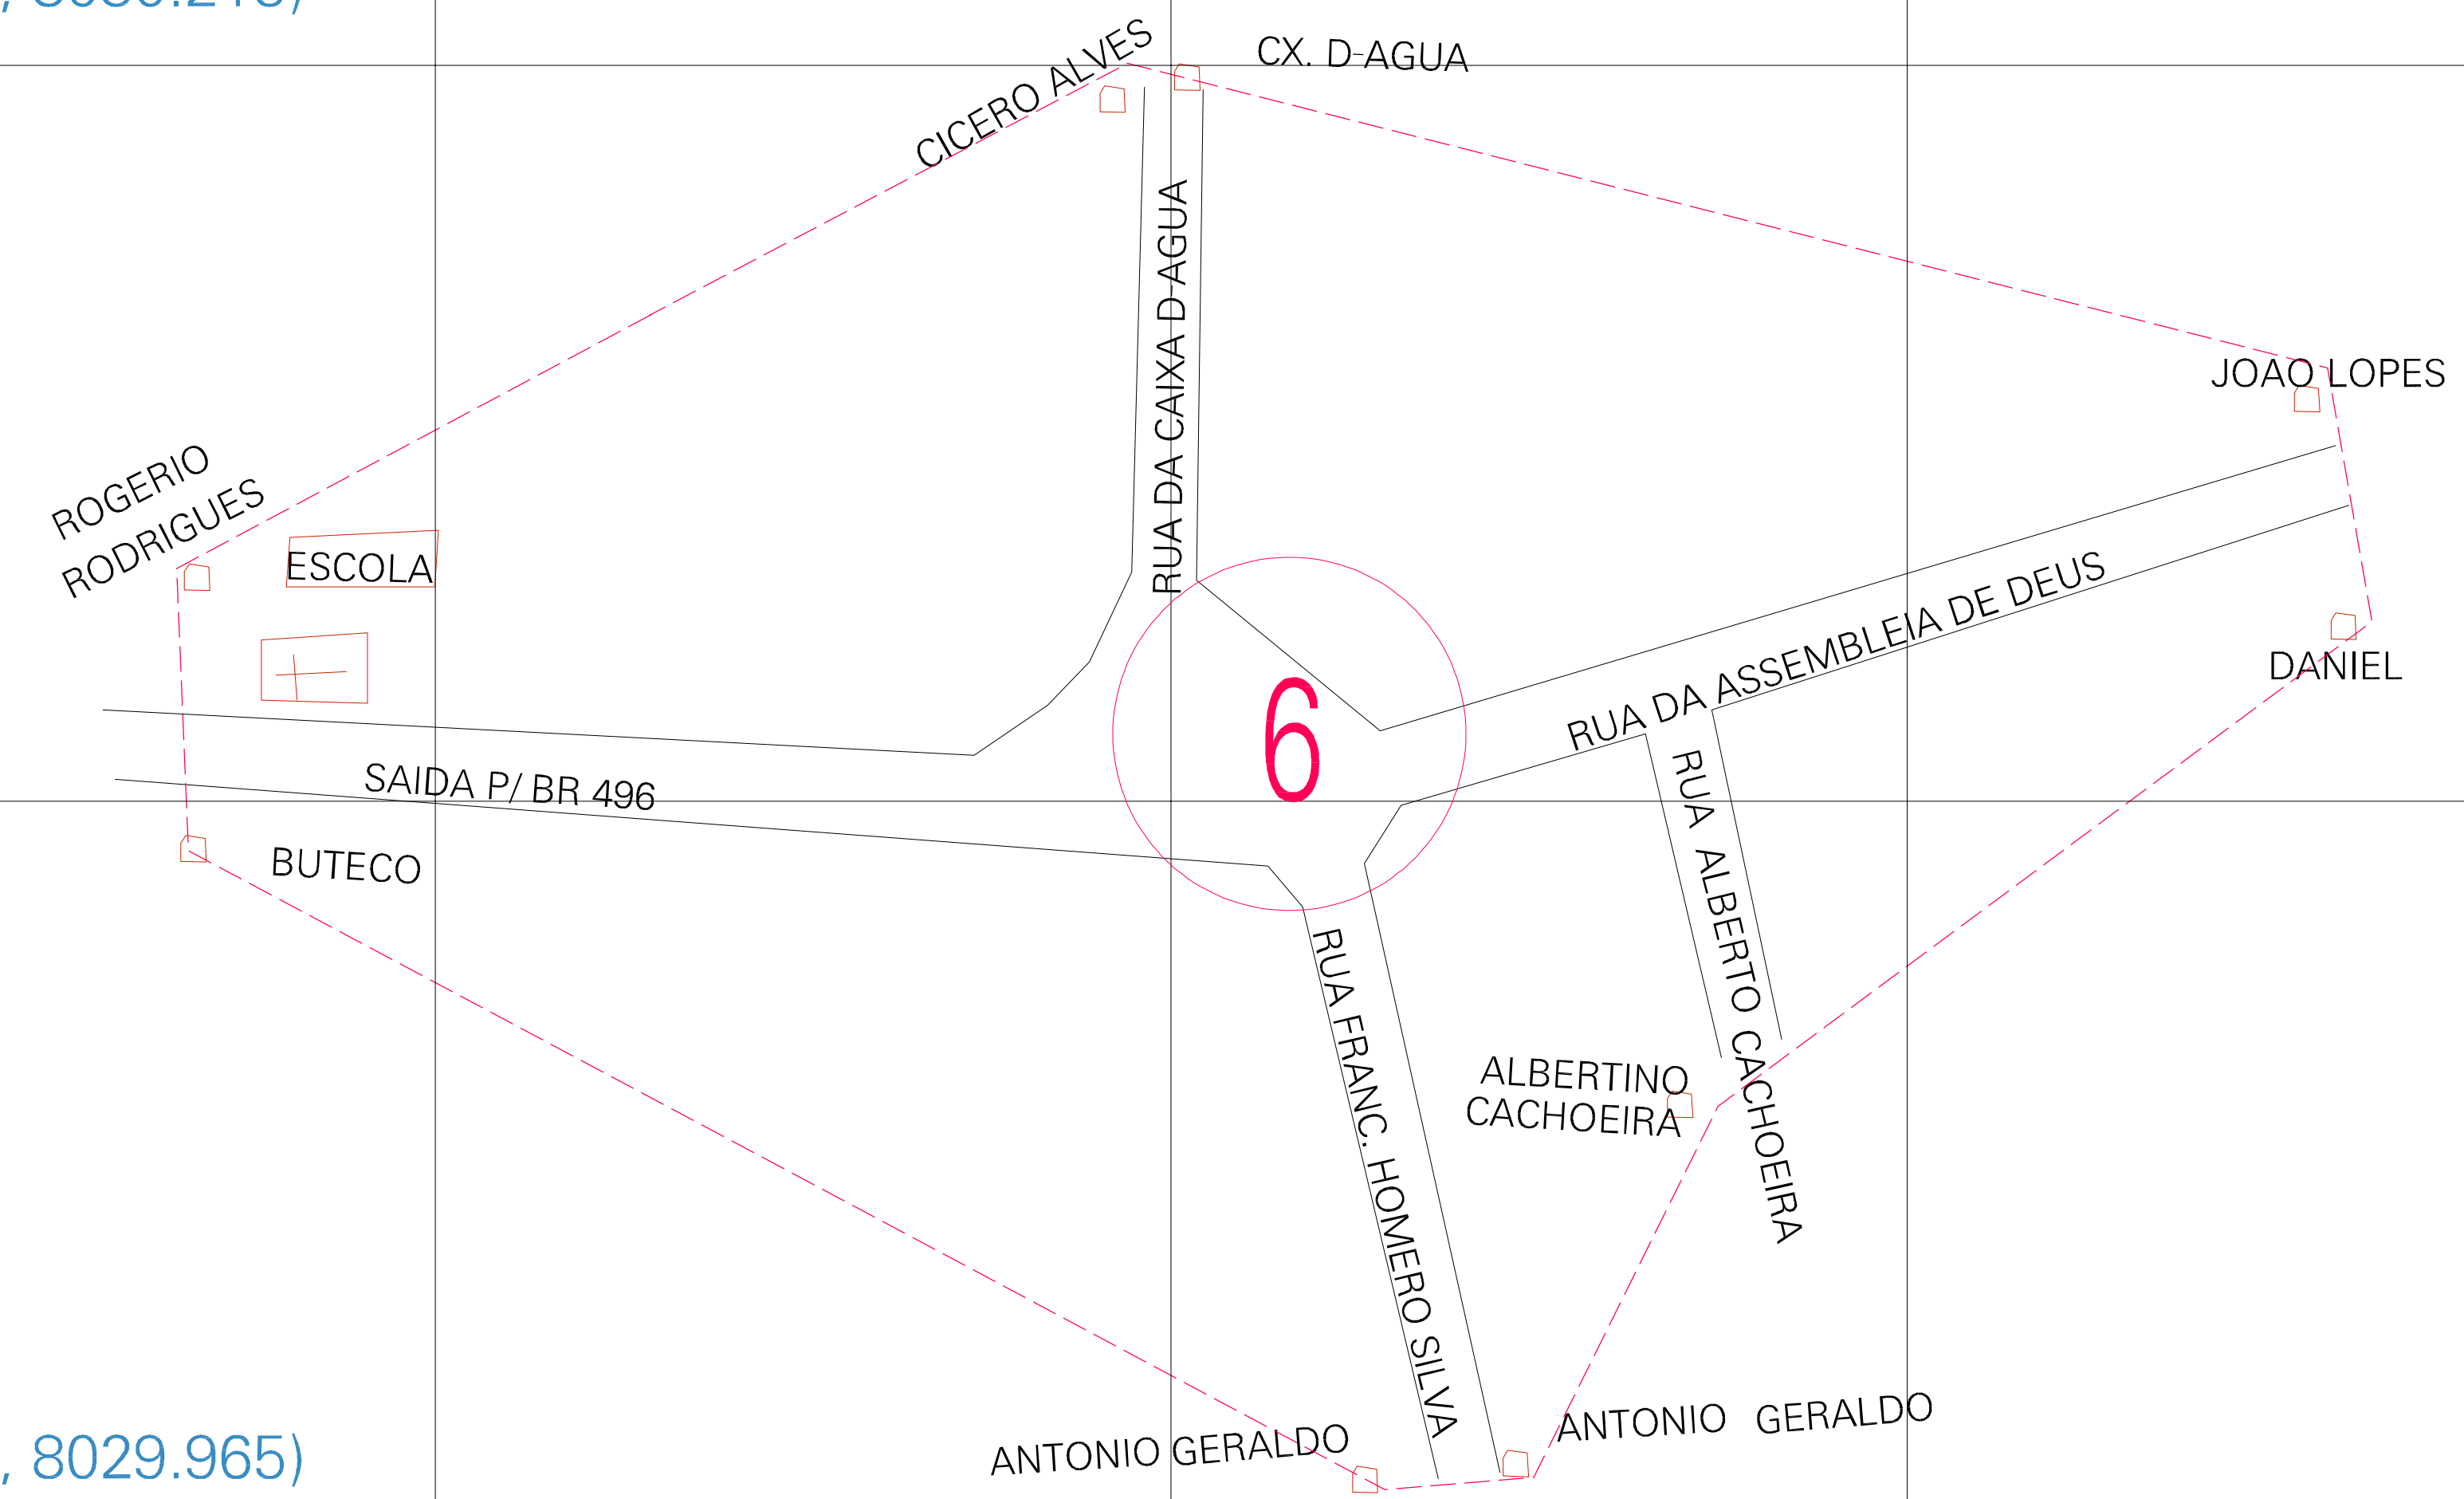 CX. D-AGUA
CICERO ALVES
RUA DA CAIXA D-AGUA
JOAO LOPES
ROGERIO
RODRIGUES
ESCOLA
RUA DA ASSEMBLEIA DE DEUS
DANIEL
6
SAIDA P/ BR 496
BUTECO
RUA ALBERTO CACHOEIRA
RUA FRANC. HOMERO SILVA
ALBERTINO
CACHOEIRA
ANTONIO GERALDO
ANTONIO GERALDO
, 8029.965)